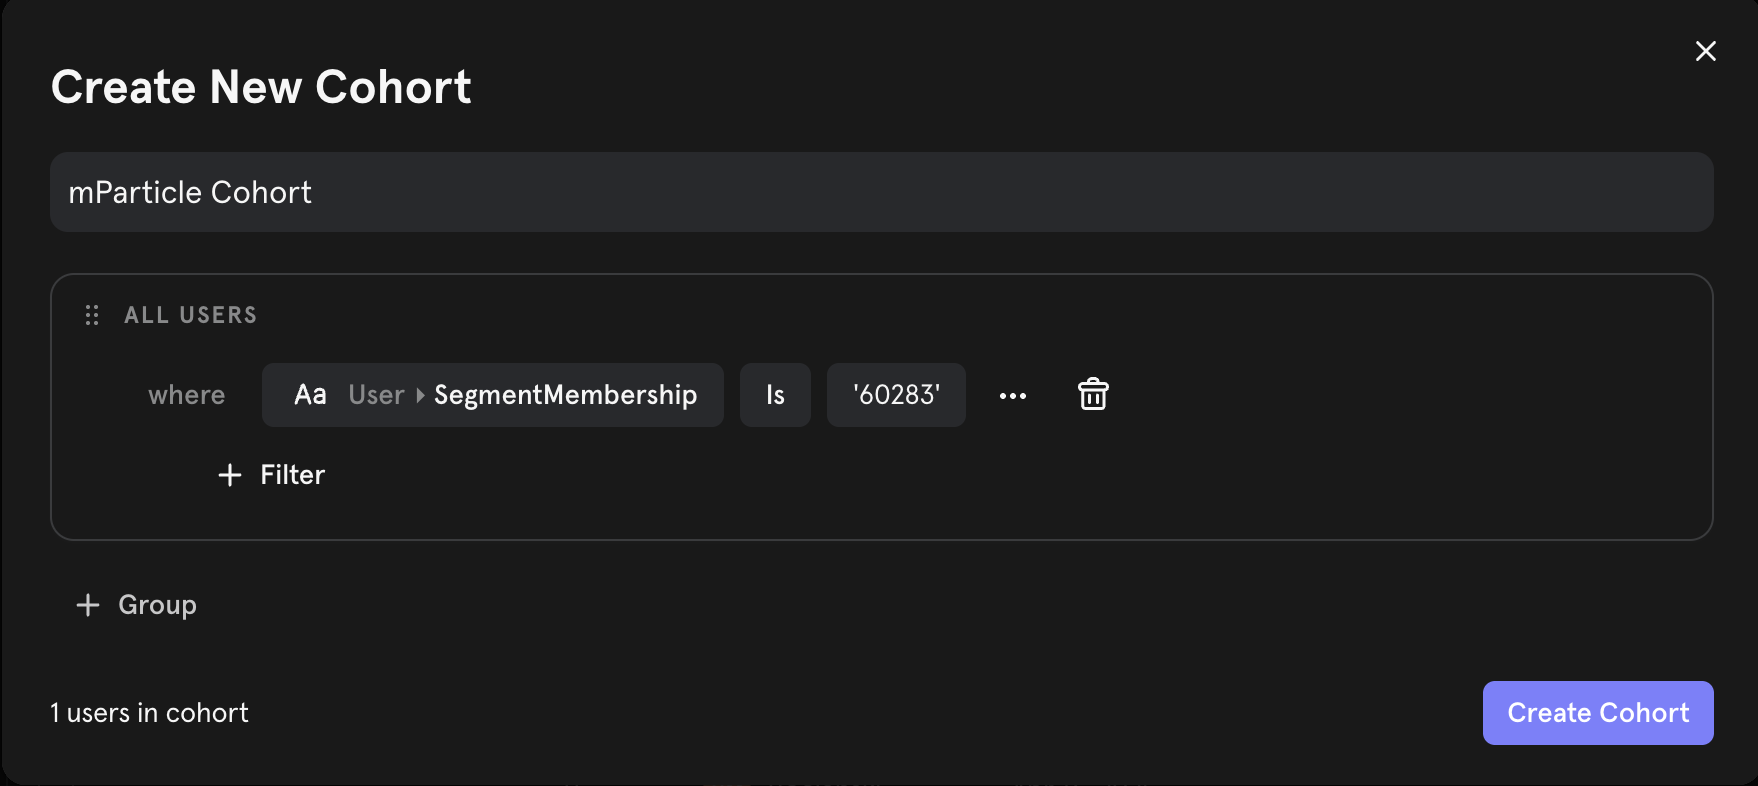 Create New Cohort
mParticle Cohort
ALL USERS
where Aa User SegmentMembership Is '60283'
Filter
Group
1 users in cohort
Create Cohort